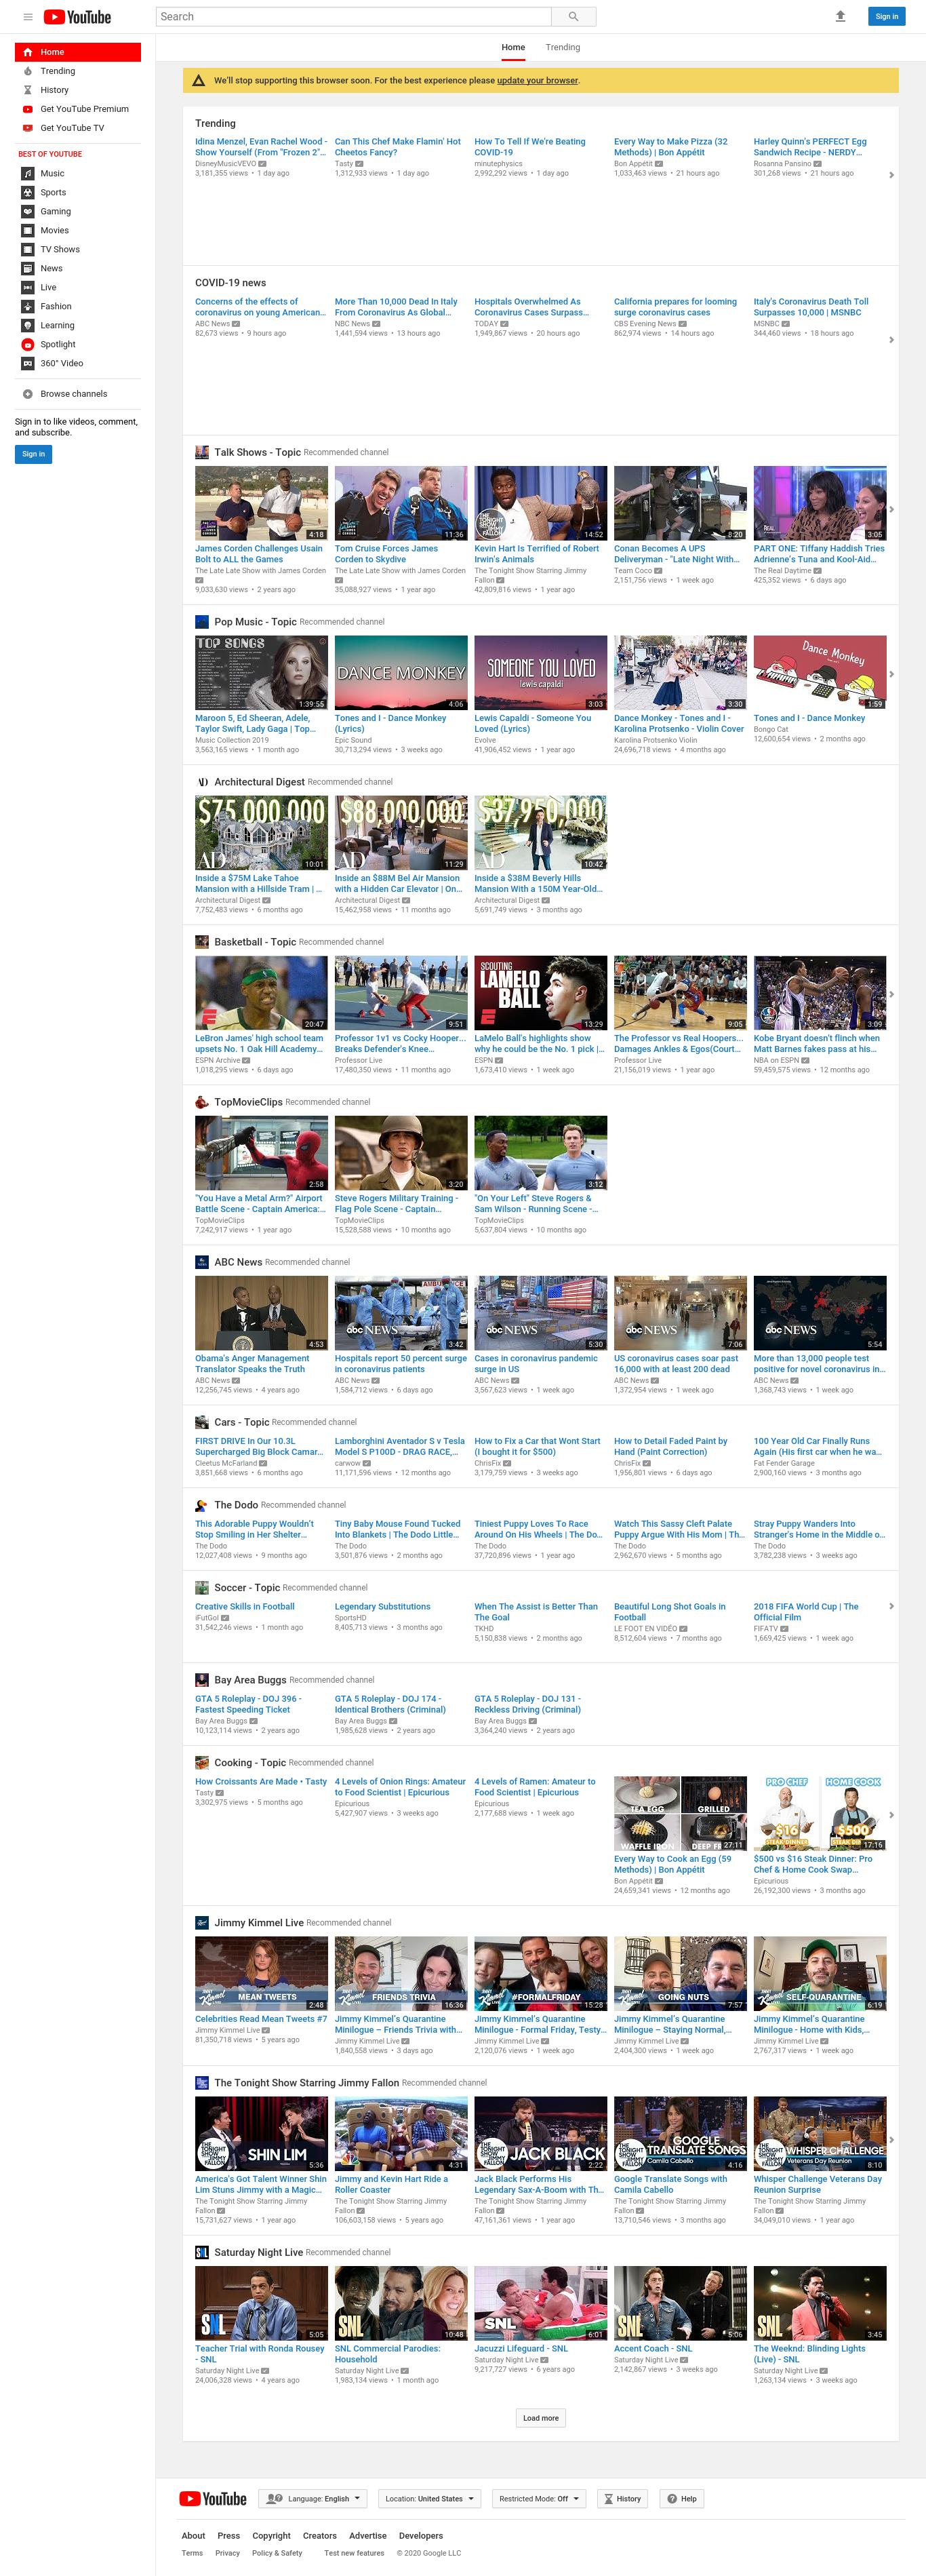 YouTube
Search
Sign in
Home
Trending
History
Get YouTube Premium
Get YouTube TV
BEST OF YOUTUBE
Music
Sports
Gaming
Movies
TV Shows
News
Live
Fashion
Learning
Spotlight
360° Video
Browse channels
Sign in to like videos, comment,
and subscribe.
Sign in
Home Trending
We'll stop supporting this browser soon. For the best experience please update your browser.
Trending
Idina Menzel, Evan Rachel Wood -
Show Yourself (From "Frozen 2"...
DisneyMusicVEVO
3,181,355 views • 1 day ago
Can This Chef Make Flamin' Hot
Cheetos Fancy?
Tasty
1,312,933 views • 1 day ago
How To Tell If We're Beating
COVID-19
minutephysics
2,992,292 views • 1 day ago
Every Way to Make Pizza (32
Methods) | Bon Appétit
Bon Appétit
1,033,463 views • 21 hours ago
Harley Quinn's PERFECT Egg
Sandwich Recipe - NERDY...
Rosanna Pansino
301,268 views • 21 hours ago
COVID-19 news
Concerns of the effects of
coronavirus on young American...
ABC News
82,673 views • 9 hours ago
More Than 10,000 Dead In Italy
From Coronavirus As Global...
NBC News
1,441,594 views • 13 hours ago
Hospitals Overwhelmed As
Coronavirus Cases Surpass...
TODAY
1,949,867 views • 20 hours ago
California prepares for looming
surge coronavirus cases
CBS Evening News
862,974 views • 14 hours ago
Italy's Coronavirus Death Toll
Surpasses 10,000 | MSNBC
MSNBC
344,460 views • 18 hours ago
Talk Shows - Topic Recommended channel
4:18
James Corden Challenges Usain
Bolt to ALL the Games
The Late Late Show with James Corden
9,033,630 views • 2 years ago
11:36
Tom Cruise Forces James
Corden to Skydive
The Late Late Show with James Corden
35,088,927 views • 1 year ago
14:52
Kevin Hart Is Terrified of Robert
Irwin's Animals
The Tonight Show Starring Jimmy
Fallon
42,809,816 views • 1 year ago
8:20
Conan Becomes A UPS
Deliveryman - "Late Night With...
Team Coco
2,151,756 views • 1 week ago
3:05
PART ONE: Tiffany Haddish Tries
Adrienne's Tuna and Kool-Aid...
The Real Daytime
425,352 views • 6 days ago
Pop Music - Topic Recommended channel
TOP SONGS
1:39:55
Maroon 5, Ed Sheeran, Adele,
Taylor Swift, Lady Gaga | Top...
Music Collection 2019
3,563,165 views • 1 month ago
DANCE MONKEY
4:06
Tones and I - Dance Monkey
(Lyrics)
Epic Sound
30,713,294 views • 3 weeks ago
SOMEONE YOU LOVED
lewis capaldi
3:03
Lewis Capaldi - Someone You
Loved (Lyrics)
Evolve
41,906,452 views • 1 year ago
3:30
Dance Monkey - Tones and I -
Karolina Protsenko - Violin Cover
Karolina Protsenko Violin
24,696,718 views • 4 months ago
Dance Monkey
1:59
Tones and I - Dance Monkey
Bongo Cat
12,600,654 views • 2 months ago
Architectural Digest Recommended channel
$75,000,000
AD
10:01
Inside a $75M Lake Tahoe
Mansion with a Hillside Tram | ...
Architectural Digest
7,752,483 views • 6 months ago
$88,000,000
AD
11:29
Inside an $88M Bel Air Mansion
with a Hidden Car Elevator | On...
Architectural Digest
15,462,958 views • 11 months ago
$37,950,000
AD
10:42
Inside a $38M Beverly Hills
Mansion With a 150M Year-Old...
Architectural Digest
5,691,749 views • 3 months ago
Basketball - Topic Recommended channel
20:47
LeBron James' high school team
upsets No. 1 Oak Hill Academy...
ESPN Archive
1,018,295 views • 6 days ago
9:51
Professor 1v1 vs Cocky Hooper...
Breaks Defender's Knee...
Professor Live
17,480,350 views • 11 months ago
SCOUTING
LAMELO
BALL
13:29
LaMelo Ball's highlights show
why he could be the No. 1 pick |...
ESPN
1,673,410 views • 1 week ago
9:05
The Professor vs Real Hoopers...
Damages Ankles & Egos(Court...
Professor Live
21,156,019 views • 1 year ago
3:09
Kobe Bryant doesn't flinch when
Matt Barnes fakes pass at his...
NBA on ESPN
59,459,575 views • 12 months ago
TopMovieClips Recommended channel
2:58
"You Have a Metal Arm?" Airport
Battle Scene - Captain America:...
TopMovieClips
7,242,917 views • 1 year ago
3:20
Steve Rogers Military Training -
Flag Pole Scene - Captain...
TopMovieClips
15,528,588 views • 10 months ago
3:12
"On Your Left" Steve Rogers &
Sam Wilson - Running Scene -...
TopMovieClips
5,637,804 views • 10 months ago
ABC News Recommended channel
4:53
Obama's Anger Management
Translator Speaks the Truth
ABC News
12,256,745 views • 4 years ago
AMBULANCE
abc NEWS
3:42
Hospitals report 50 percent surge
in coronavirus patients
ABC News
1,584,712 views • 6 days ago
abc NEWS
5:30
Cases in coronavirus pandemic
surge in US
ABC News
3,567,623 views • 1 week ago
abc NEWS
7:06
US coronavirus cases soar past
16,000 with at least 200 dead
ABC News
1,372,954 views • 1 week ago
abc NEWS
5:54
More than 13,000 people test
positive for novel coronavirus in...
ABC News
1,368,743 views • 1 week ago
Cars - Topic Recommended channel
FIRST DRIVE In Our 10.3L
Supercharged Big Block Camar...
Cleetus McFarland
3,851,668 views • 6 months ago
Lamborghini Aventador S v Tesla
Model S P100D - DRAG RACE,...
carwow
11,171,596 views • 12 months ago
How to Fix a Car that Wont Start
(I bought it for $500)
ChrisFix
3,179,759 views • 3 weeks ago
How to Detail Faded Paint by
Hand (Paint Correction)
ChrisFix
1,956,801 views • 6 days ago
100 Year Old Car Finally Runs
Again (His first car when he wa...
Fat Fender Garage
2,900,160 views • 3 months ago
The Dodo Recommended channel
This Adorable Puppy Wouldn't
Stop Smiling in Her Shelter...
The Dodo
12,027,408 views • 9 months ago
Tiny Baby Mouse Found Tucked
Into Blankets | The Dodo Little...
The Dodo
3,501,876 views • 2 months ago
Tiniest Puppy Loves To Race
Around On His Wheels | The Do...
The Dodo
37,720,896 views • 1 year ago
Watch This Sassy Cleft Palate
Puppy Argue With His Mom | Th...
The Dodo
2,962,670 views • 5 months ago
Stray Puppy Wanders Into
Stranger's Home in the Middle o...
The Dodo
3,782,238 views • 3 weeks ago
Soccer - Topic Recommended channel
Creative Skills in Football
iFutGol
31,542,246 views • 1 month ago
Legendary Substitutions
SportsHD
8,405,713 views • 3 months ago
When The Assist is Better Than
The Goal
TKHD
5,150,838 views • 2 months ago
Beautiful Long Shot Goals in
Football
LE FOOT EN VIDÉO
8,512,604 views • 7 months ago
2018 FIFA World Cup | The
Official Film
FIFATV
1,669,425 views • 1 week ago
Bay Area Buggs Recommended channel
GTA 5 Roleplay - DOJ 396 -
Fastest Speeding Ticket
Bay Area Buggs
10,123,114 views • 2 years ago
GTA 5 Roleplay - DOJ 174 -
Identical Brothers (Criminal)
Bay Area Buggs
1,985,628 views • 2 years ago
GTA 5 Roleplay - DOJ 131 -
Reckless Driving (Criminal)
Bay Area Buggs
3,364,240 views • 2 years ago
Cooking - Topic Recommended channel
How Croissants Are Made • Tasty
Tasty
3,302,975 views • 5 months ago
4 Levels of Onion Rings: Amateur
to Food Scientist | Epicurious
Epicurious
5,427,907 views • 3 weeks ago
4 Levels of Ramen: Amateur to
Food Scientist | Epicurious
Epicurious
2,177,688 views • 1 week ago
TEA EGG GRILLED
WAFFLE IRON DEEP FR
27:11
Every Way to Cook an Egg (59
Methods) | Bon Appétit
Bon Appétit
24,659,341 views • 12 months ago
PRO CHEF HOME COOK
$16 $500
STEAK DINNER STEAK DIN
17:16
$500 vs $16 Steak Dinner: Pro
Chef & Home Cook Swap...
Epicurious
26,192,300 views • 3 months ago
Jimmy Kimmel Live Recommended channel
MEAN TWEETS
2:48
Celebrities Read Mean Tweets #7
Jimmy Kimmel Live
81,350,718 views • 5 years ago
FRIENDS TRIVIA
16:36
Jimmy Kimmel's Quarantine
Minilogue – Friends Trivia with...
Jimmy Kimmel Live
1,840,558 views • 3 days ago
#FORMALFRIDAY
15:28
Jimmy Kimmel's Quarantine
Minilogue - Formal Friday, Testy...
Jimmy Kimmel Live
2,120,076 views • 1 week ago
GOING NUTS
7:57
Jimmy Kimmel's Quarantine
Minilogue – Staying Normal,...
Jimmy Kimmel Live
2,404,300 views • 1 week ago
SELF-QUARANTINE
6:19
Jimmy Kimmel's Quarantine
Minilogue - Home with Kids,...
Jimmy Kimmel Live
2,767,317 views • 1 week ago
The Tonight Show Starring Jimmy Fallon Recommended channel
SHIN LIM
5:36
America's Got Talent Winner Shin
Lim Stuns Jimmy with a Magic...
The Tonight Show Starring Jimmy
Fallon
15,731,627 views • 1 year ago
4:31
Jimmy and Kevin Hart Ride a
Roller Coaster
The Tonight Show Starring Jimmy
Fallon
106,603,158 views • 5 years ago
JACK BLACK
2:22
Jack Black Performs His
Legendary Sax-A-Boom with Th...
The Tonight Show Starring Jimmy
Fallon
47,161,361 views • 1 year ago
GOOGLE
TRANSLATE SONGS
Camila Cabello
4:16
Google Translate Songs with
Camila Cabello
The Tonight Show Starring Jimmy
Fallon
13,710,546 views • 3 months ago
WHISPER CHALLENGE
Veterans Day Reunion
8:10
Whisper Challenge Veterans Day
Reunion Surprise
The Tonight Show Starring Jimmy
Fallon
34,049,010 views • 1 year ago
Saturday Night Live Recommended channel
SNL
5:05
Teacher Trial with Ronda Rousey
- SNL
Saturday Night Live
24,006,328 views • 4 years ago
SNL
10:48
SNL Commercial Parodies:
Household
Saturday Night Live
1,983,134 views • 1 month ago
SNL
6:01
Jacuzzi Lifeguard - SNL
Saturday Night Live
9,217,727 views • 6 years ago
SNL
5:06
Accent Coach - SNL
Saturday Night Live
2,142,867 views • 3 weeks ago
SNL
3:45
The Weeknd: Blinding Lights
(Live) - SNL
Saturday Night Live
1,263,134 views • 3 weeks ago
Load more
YouTube
Language: English
Location: United States
Restricted Mode: Off
History
Help
About Press Copyright Creators Advertise Developers
Terms Privacy Policy & Safety Test new features © 2020 Google LLC